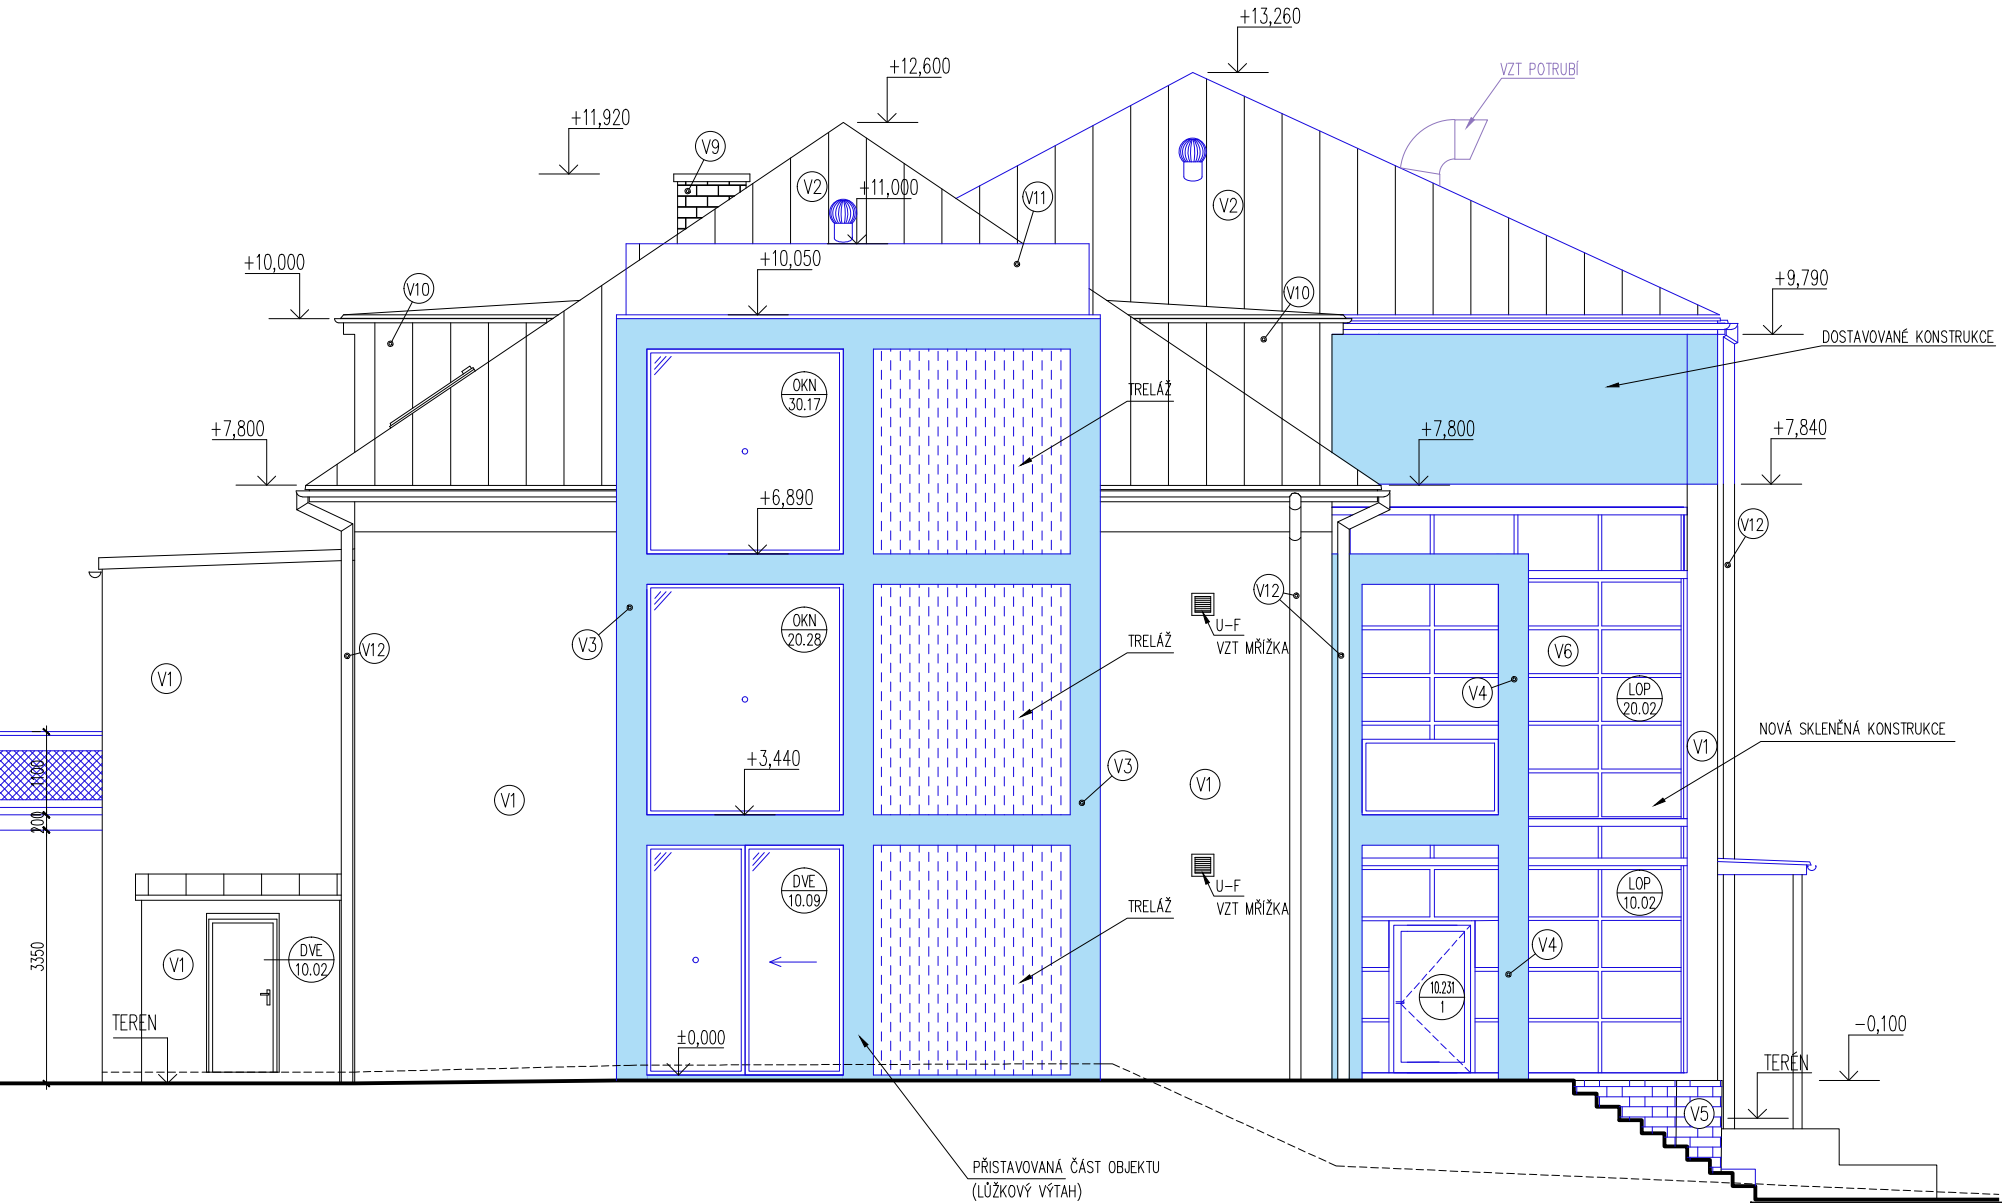 +13,260
+12,600
VZT POTRUBÍ
+11,920
V9
V2
+11,000
V11
V2
+10,050
+10,000
V10
V10
+9,790
DOSTAVOVANÉ KONSTRUKCE
OKN
30.17
TRELÁŽ
+7,800
+7,800
+7,840
+6,890
V12
V12
U-F
VZT MŘÍŽKA
OKN
20.28
V3
TRELÁŽ
V12
V1
V6
V4
LOP
20.02
NOVÁ SKLENĚNÁ KONSTRUKCE
V1
1100
+3,440
V3
V1
V1
200
U-F
VZT MŘÍŽKA
DVE
10.09
LOP
10.02
TRELÁŽ
3350
V1
DVE
10.02
V4
10.231
1
TERÉN
±0,000
-0,100
TERÉN
V5
PŘISTAVOVANÁ ČÁST OBJEKTU
(LŮŽKOVÝ VÝTAH)